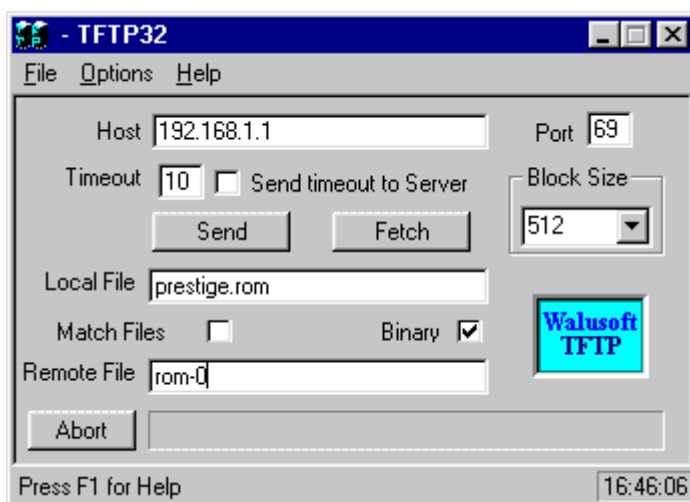 - TFTP32
File Options Help
Host 192.168.1.1 Port 69
Timeout 10 Send timeout to Server Block Size
512
Send Fetch
Local File prestige.rom
Match Files Binary
Walusoft
TFTP
Remote File rom-0
Abort
Press F1 for Help 16:46:06